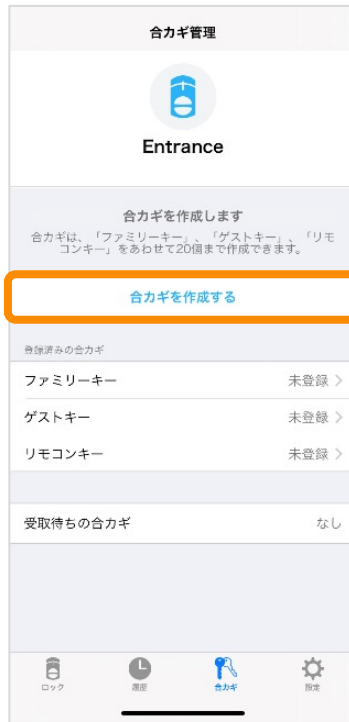 合カギ管理
Entrance
合カギを作成します
合カギは、「ファミリーキー」、「ゲストキー」、「リモ
コンキー」をあわせて20個まで作成できます。
合カギを作成する
登録済みの合カギ
ファミリーキー 未登録
ゲストキー 未登録
リモコンキー 未登録
受取待ちの合カギ なし
ロック 履歴 合カギ 設定